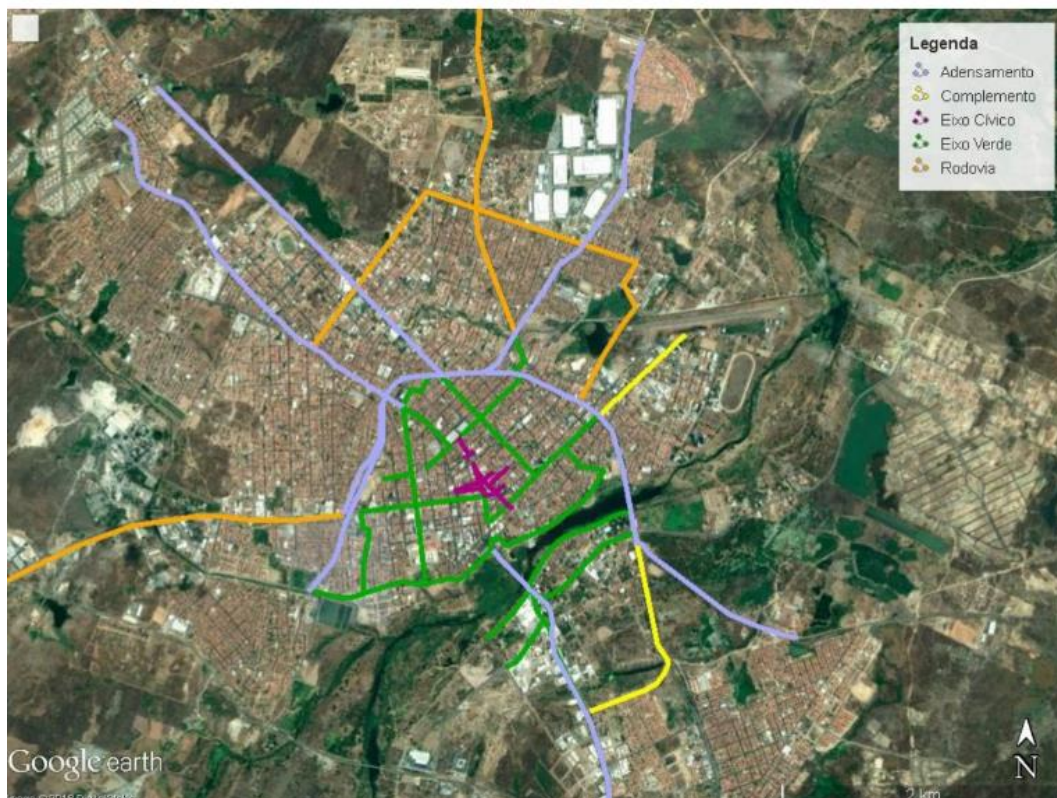 Legenda
Adensamento
Complemento
Eixo Cívico
Eixo Verde
Rodovia
Google earth
N
2 km